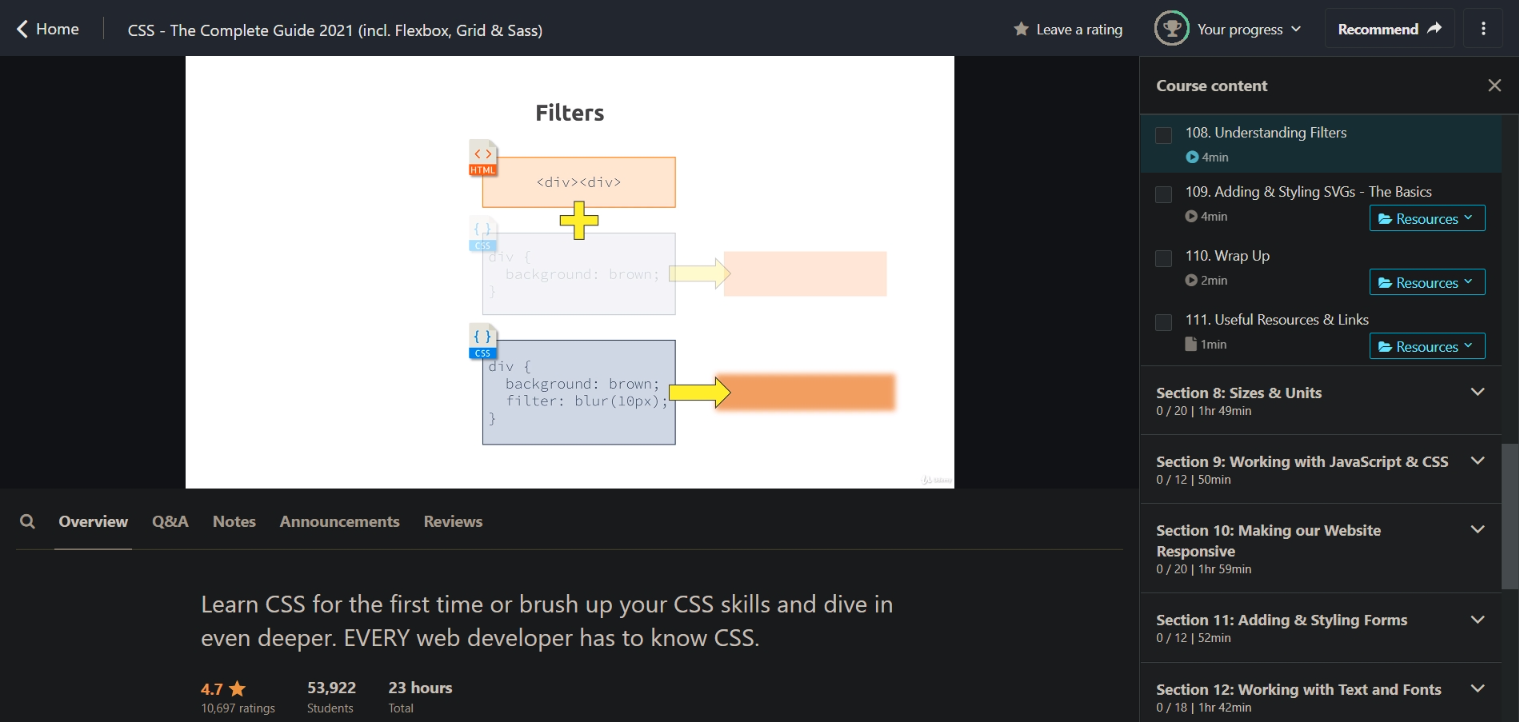 Home
CSS - The Complete Guide 2021 (incl. Flexbox, Grid & Sass)
Leave a rating
Your progress
Recommend
Filters
< >
HTML
<div><div>
{ }
CSS
div {
background: brown;
}
{ }
CSS
div {
background: brown;
filter: blur(10px);
}
Overview
Q&A
Notes
Announcements
Reviews
Learn CSS for the first time or brush up your CSS skills and dive in
even deeper. EVERY web developer has to know CSS.
4.7
53,922
23 hours
10,697 ratings
Students
Total
Course content
108. Understanding Filters
4min
109. Adding & Styling SVGs - The Basics
4min
Resources
110. Wrap Up
2min
Resources
111. Useful Resources & Links
1min
Resources
Section 8: Sizes & Units
0 / 20 | 1hr 49min
Section 9: Working with JavaScript & CSS
0 / 12 | 50min
Section 10: Making our Website
Responsive
0 / 20 | 1hr 59min
Section 11: Adding & Styling Forms
0 / 12 | 52min
Section 12: Working with Text and Fonts
0 / 18 | 1hr 42min